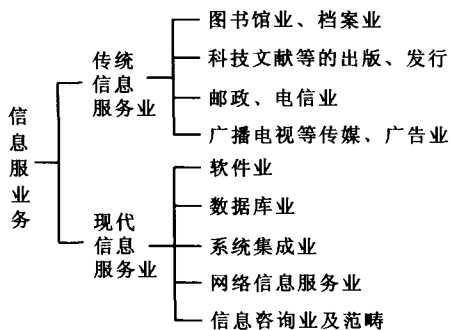 信息服业务
传统
信息
服务业
图书馆业、档案业
科技文献等的出版、发行
邮政、电信业
广播电视等传媒、广告业
现代
信息
服务业
软件业
数据库业
系统集成业
网络信息服务业
信息咨询业及范畴